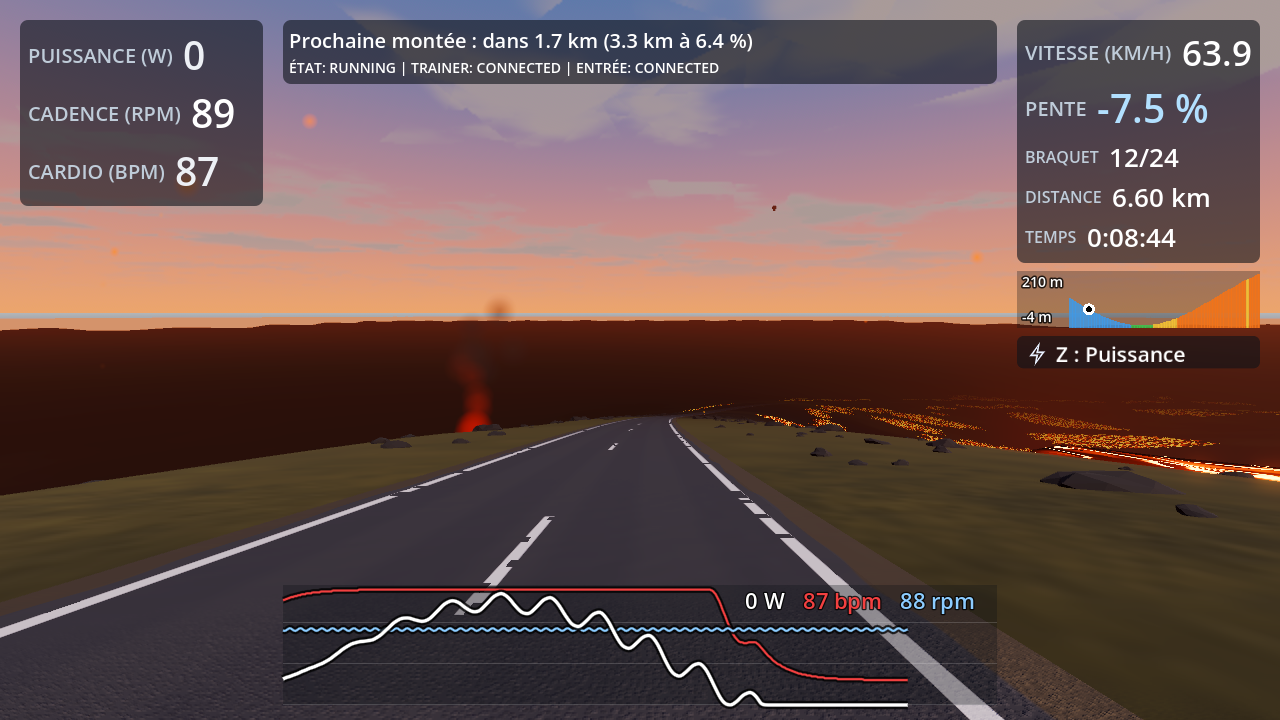 PUISSANCE (W) 0
CADENCE (RPM) 89
CARDIO (BPM) 87
Prochaine montée : dans 1.7 km (3.3 km à 6.4 %)
ÉTAT: RUNNING | TRAINER: CONNECTED | ENTRÉE: CONNECTED
VITESSE (KM/H) 63.9
PENTE -7.5 %
BRAQUET 12/24
DISTANCE 6.60 km
TEMPS 0:08:44
210 m
-4 m
Z : Puissance
0 W 87 bpm 88 rpm